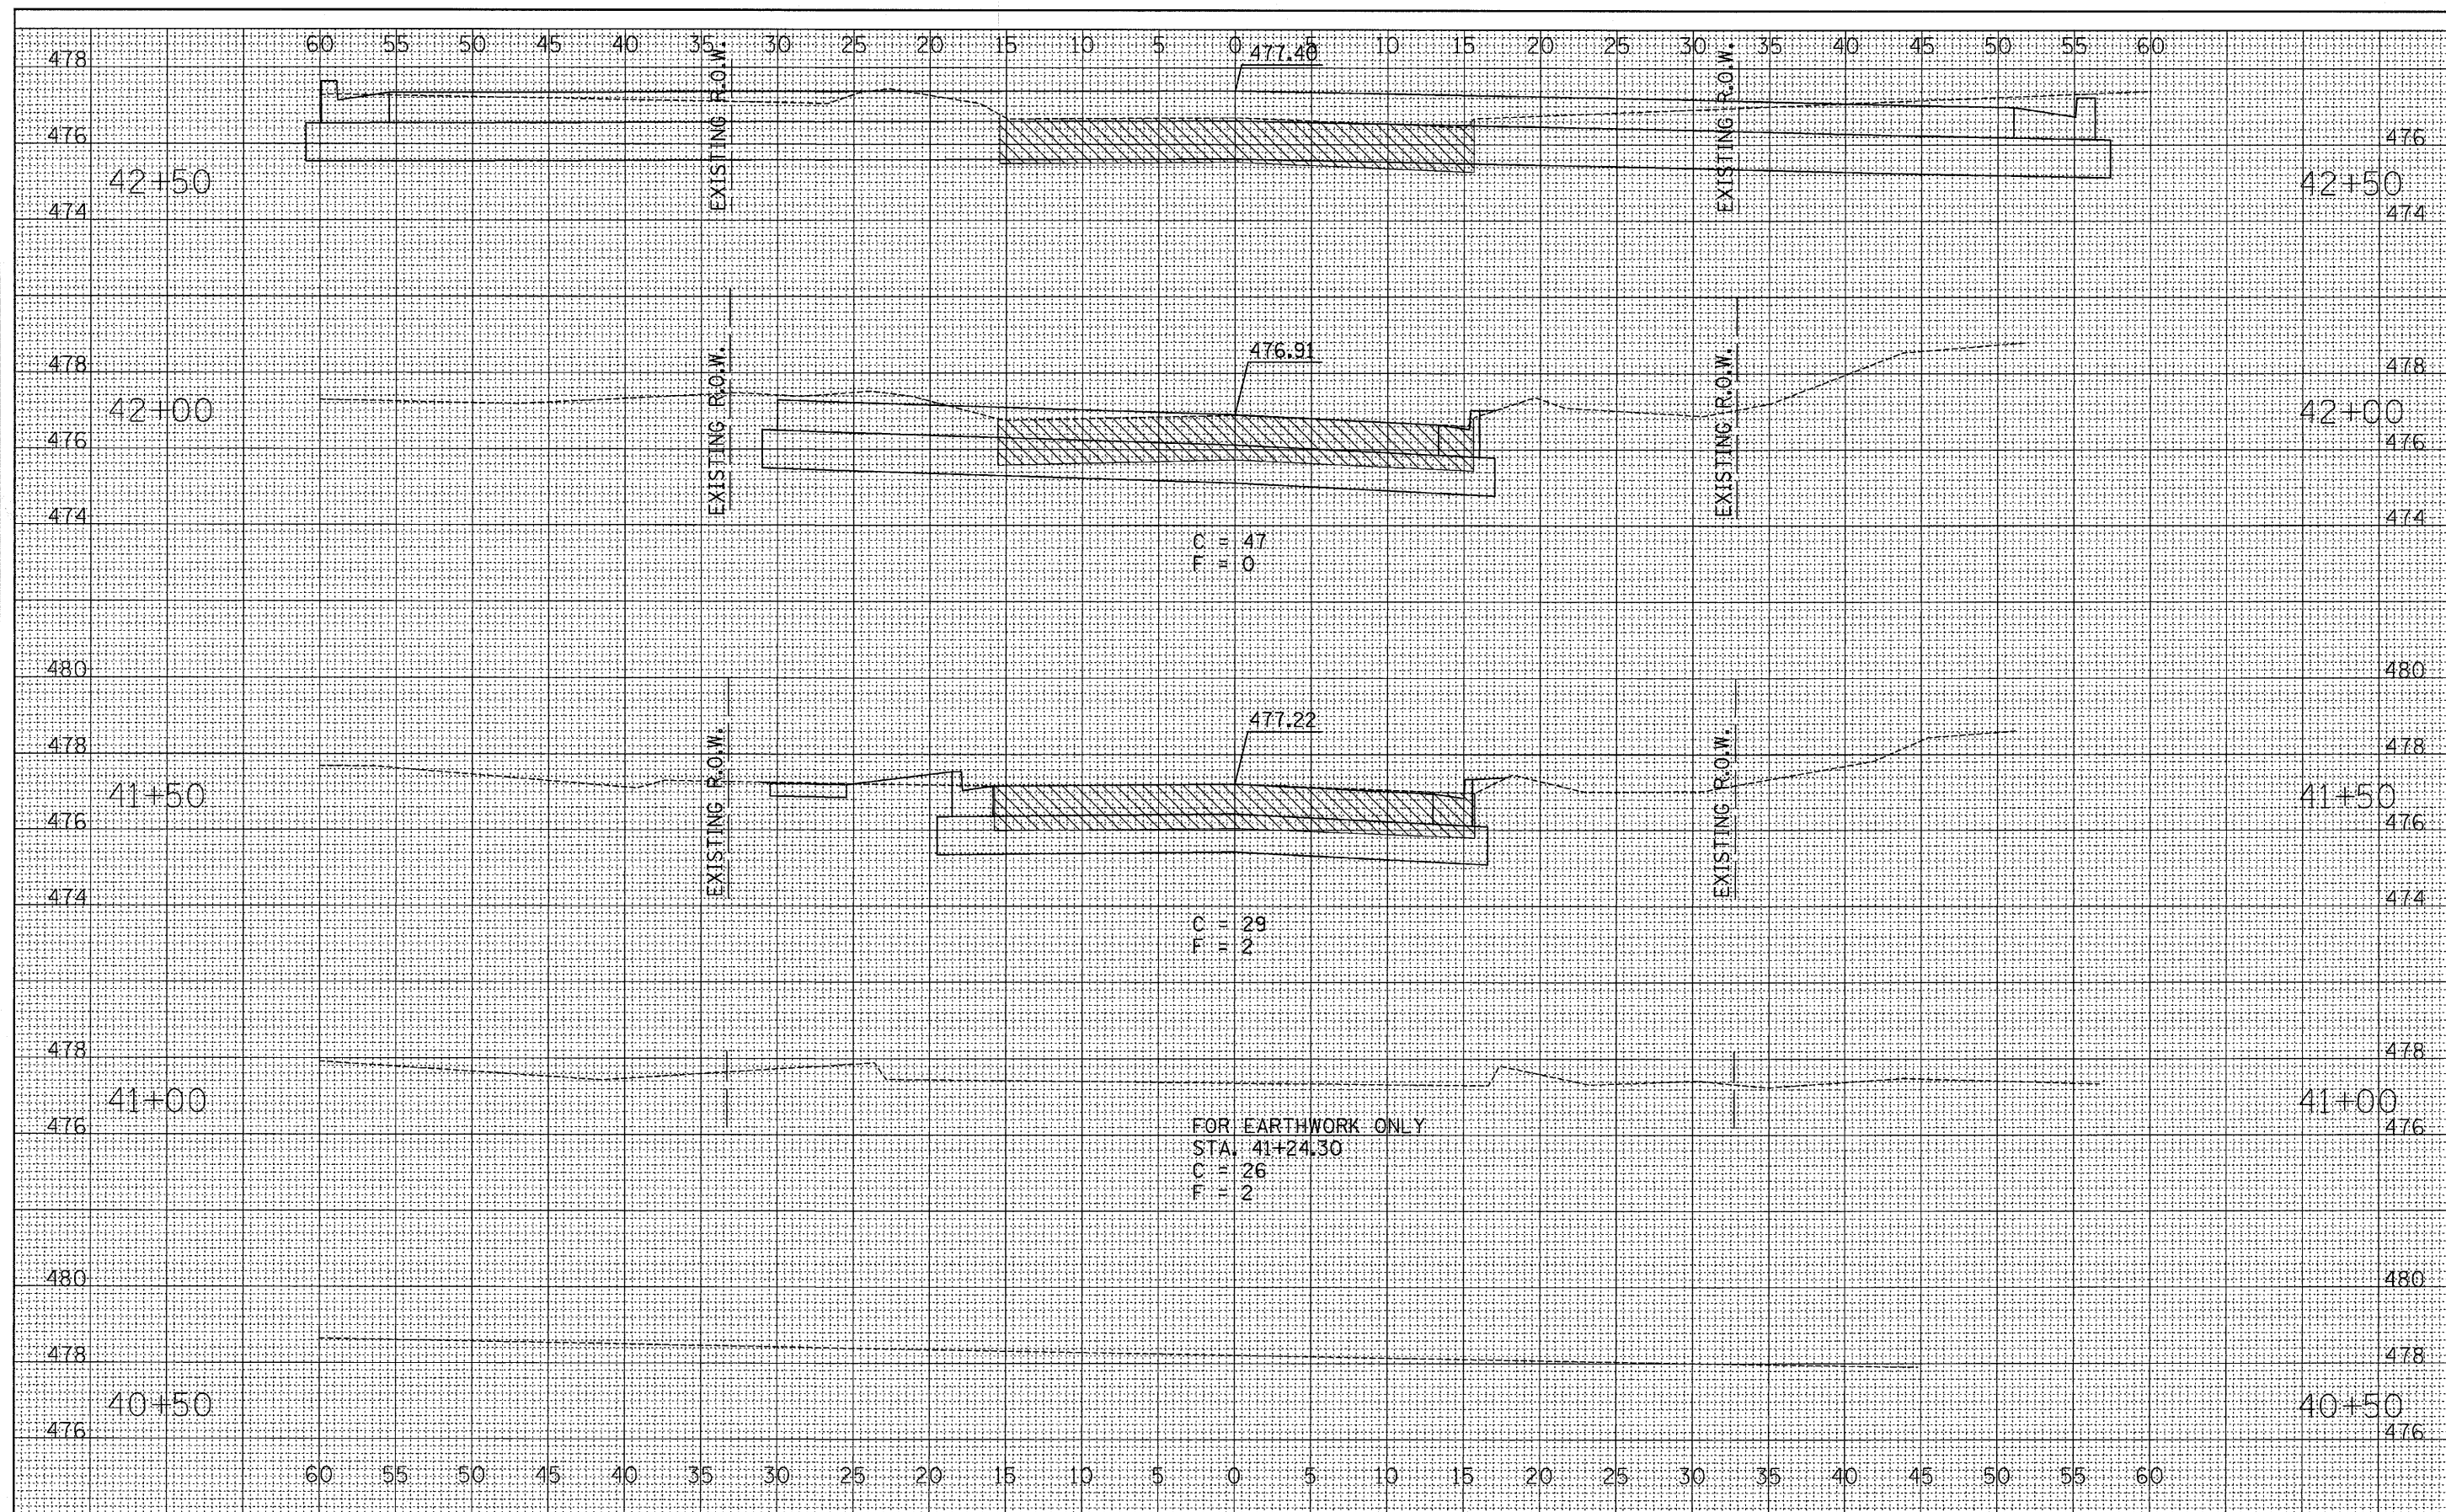 60 55 50 45 40 35 30 25 20 15 10 5 0 5 10 15 20 25 30 35 40 45 50 55 60
477.40
478
EXISTING R.O.W.
EXISTING R.O.W.
476 476
42+50 42+50
474 474
476.91
478 478
EXISTING R.O.W.
EXISTING R.O.W.
42+00 42+00
476 476
474 474
C = 47
F = 0
480 480
477.22
478 478
EXISTING R.O.W.
EXISTING R.O.W.
41+50 41+50
476 476
474 474
C = 29
F = 2
478 478
41+00 41+00
476 476
FOR EARTHWORK ONLY
STA. 41+24.30
C = 26
F = 2
480 480
478 478
40+50 40+50
476 476
60 55 50 45 40 35 30 25 20 15 10 5 0 5 10 15 20 25 30 35 40 45 50 55 60